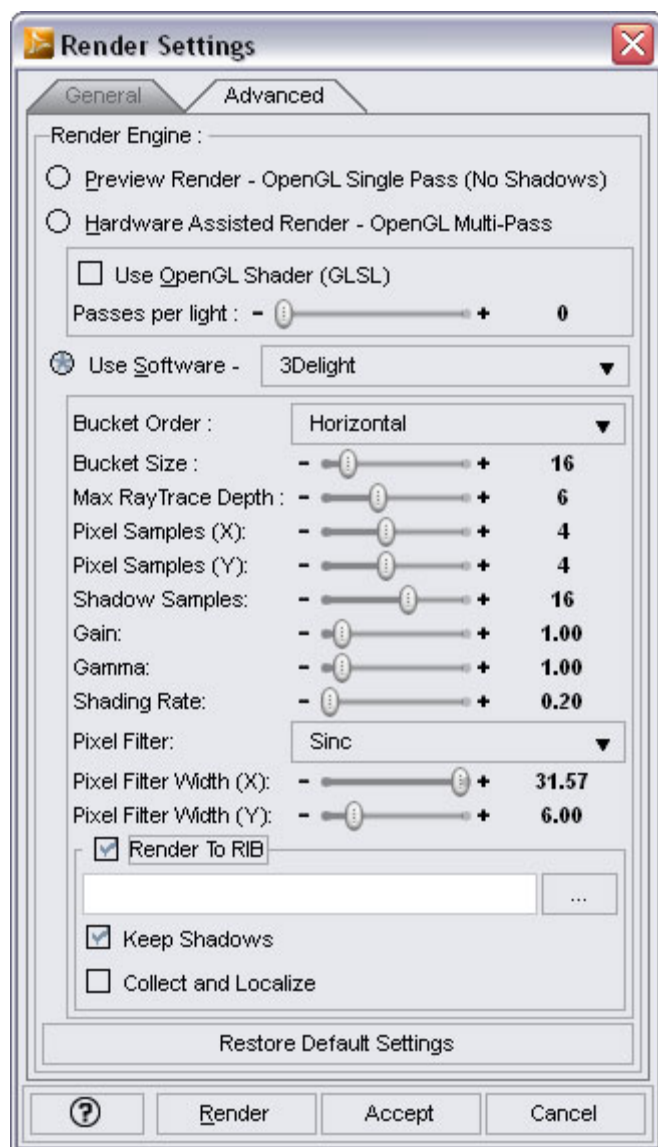 Render Settings
General Advanced
Render Engine :
Preview Render - OpenGL Single Pass (No Shadows)
Hardware Assisted Render - OpenGL Multi-Pass
Use OpenGL Shader (GLSL)
Passes per light : - + 0
Use Software - 3Delight
Bucket Order : Horizontal
Bucket Size : - + 16
Max RayTrace Depth : - + 6
Pixel Samples (X): - + 4
Pixel Samples (Y): - + 4
Shadow Samples: - + 16
Gain: - + 1.00
Gamma: - + 1.00
Shading Rate: - + 0.20
Pixel Filter: Sinc
Pixel Filter Width (X): - + 31.57
Pixel Filter Width (Y): - + 6.00
Render To RIB
...
Keep Shadows
Collect and Localize
Restore Default Settings
? Render Accept Cancel